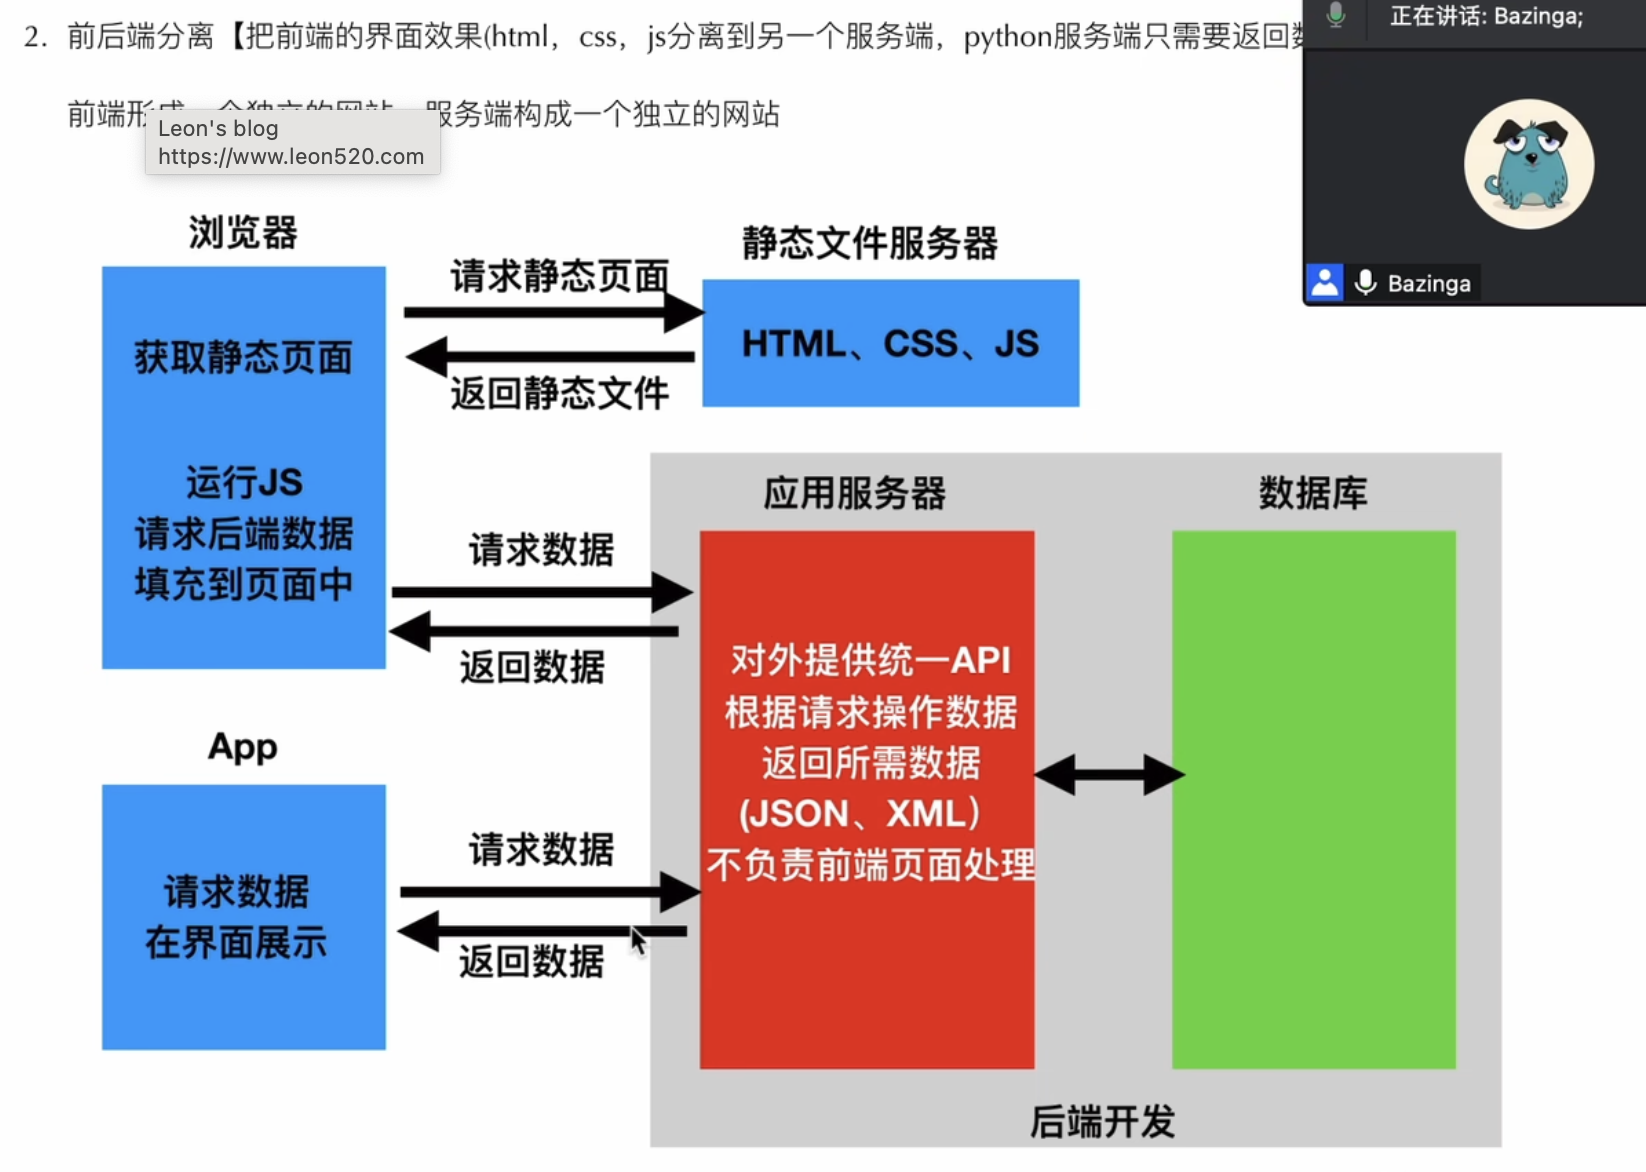 2. 前后端分离【把前端的界面效果(html，css，js分离到另一个服务端，python服务端只需要返回
正在讲话: Bazinga;
前端形 服务端构成一个独立的网站
Leon's blog
https://www.leon520.com
Bazinga
浏览器
静态文件服务器
请求静态页面
HTML、CSS、JS
获取静态页面
返回静态文件
运行JS
请求后端数据
填充到页面中
应用服务器
数据库
请求数据
返回数据
对外提供统一API
根据请求操作数据
返回所需数据
(JSON、XML）
不负责前端页面处理
App
请求数据
在界面展示
请求数据
返回数据
后端开发